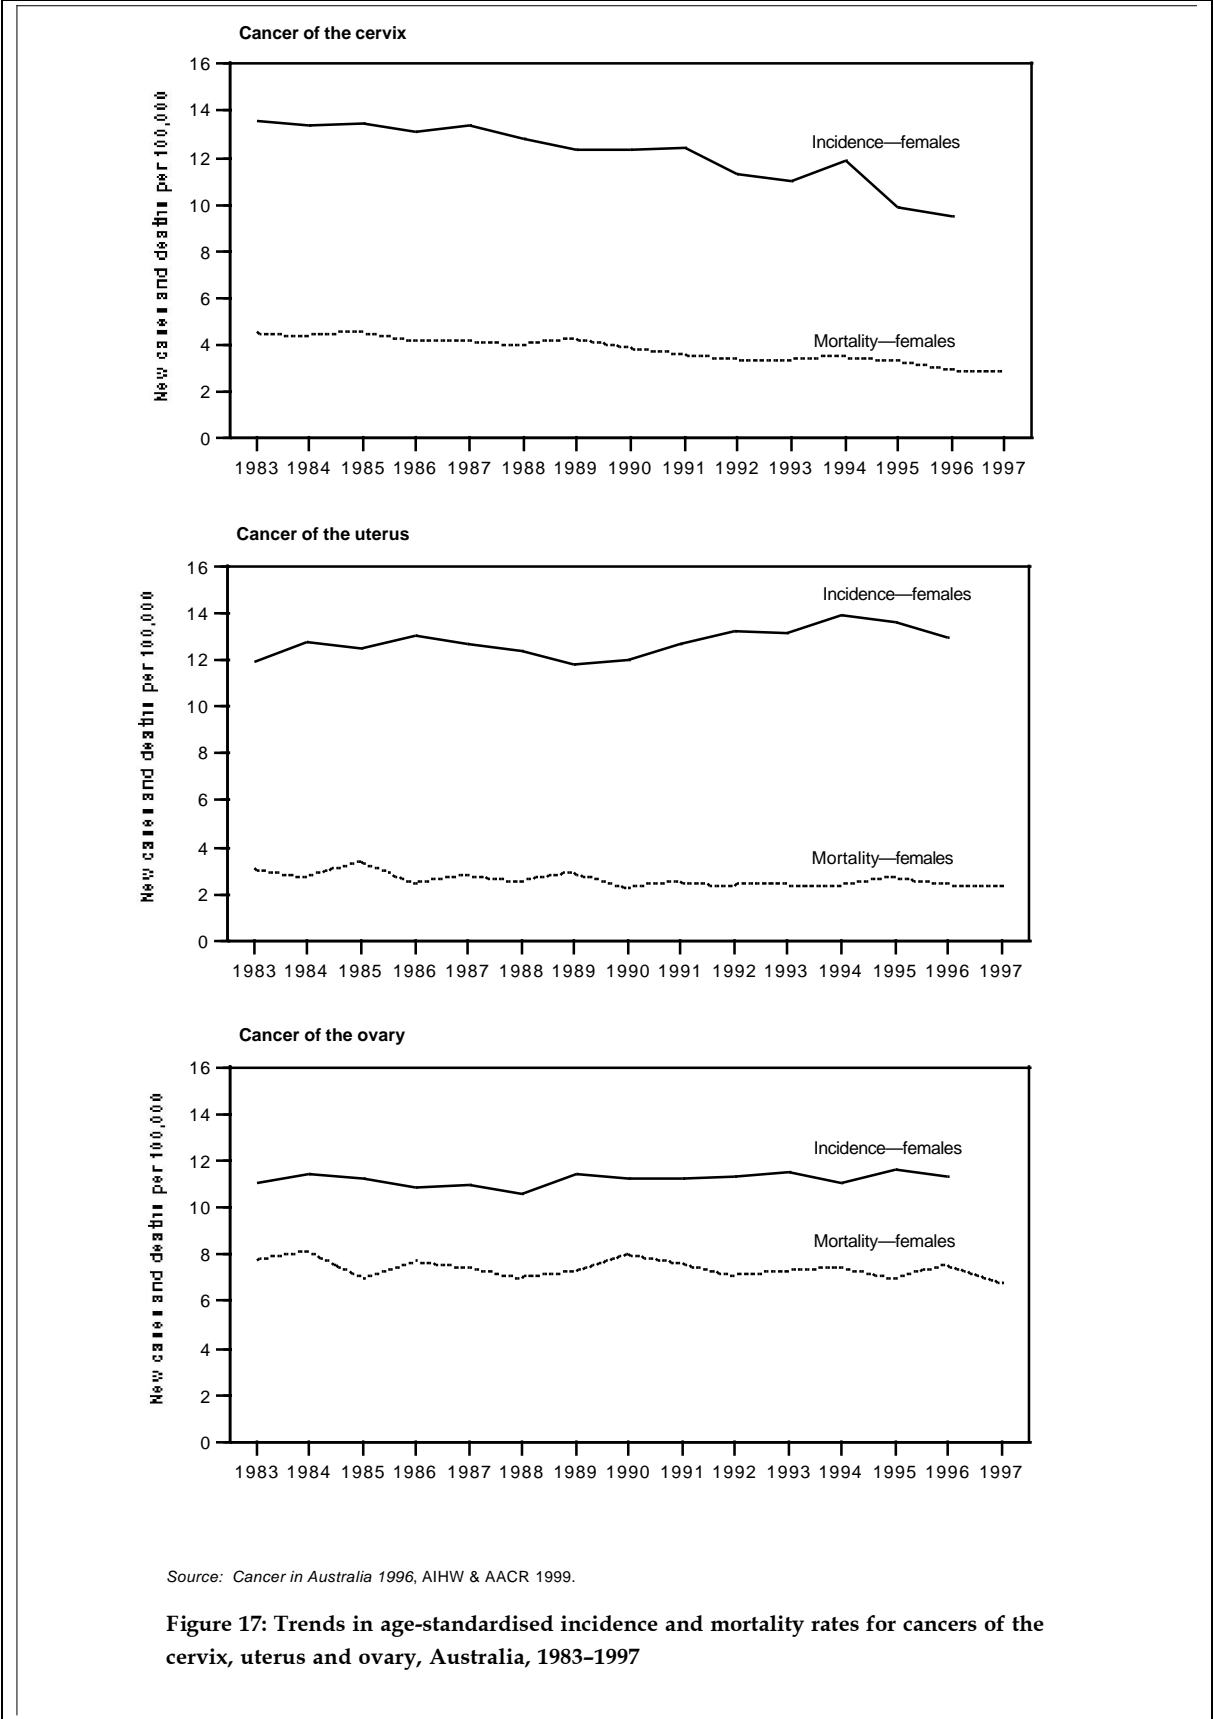 Cancer of the cervix
New cases and deaths per 100,000
16
14
12
10
8
6
4
2
0
Incidence—females
Mortality—females
1983 1984 1985 1986 1987 1988 1989 1990 1991 1992 1993 1994 1995 1996 1997
Cancer of the uterus
New cases and deaths per 100,000
16
14
12
10
8
6
4
2
0
Incidence—females
Mortality—females
1983 1984 1985 1986 1987 1988 1989 1990 1991 1992 1993 1994 1995 1996 1997
Cancer of the ovary
New cases and deaths per 100,000
16
14
12
10
8
6
4
2
0
Incidence—females
Mortality—females
1983 1984 1985 1986 1987 1988 1989 1990 1991 1992 1993 1994 1995 1996 1997
Source: Cancer in Australia 1996, AIHW & AACR 1999.
Figure 17: Trends in age-standardised incidence and mortality rates for cancers of the
cervix, uterus and ovary, Australia, 1983–1997